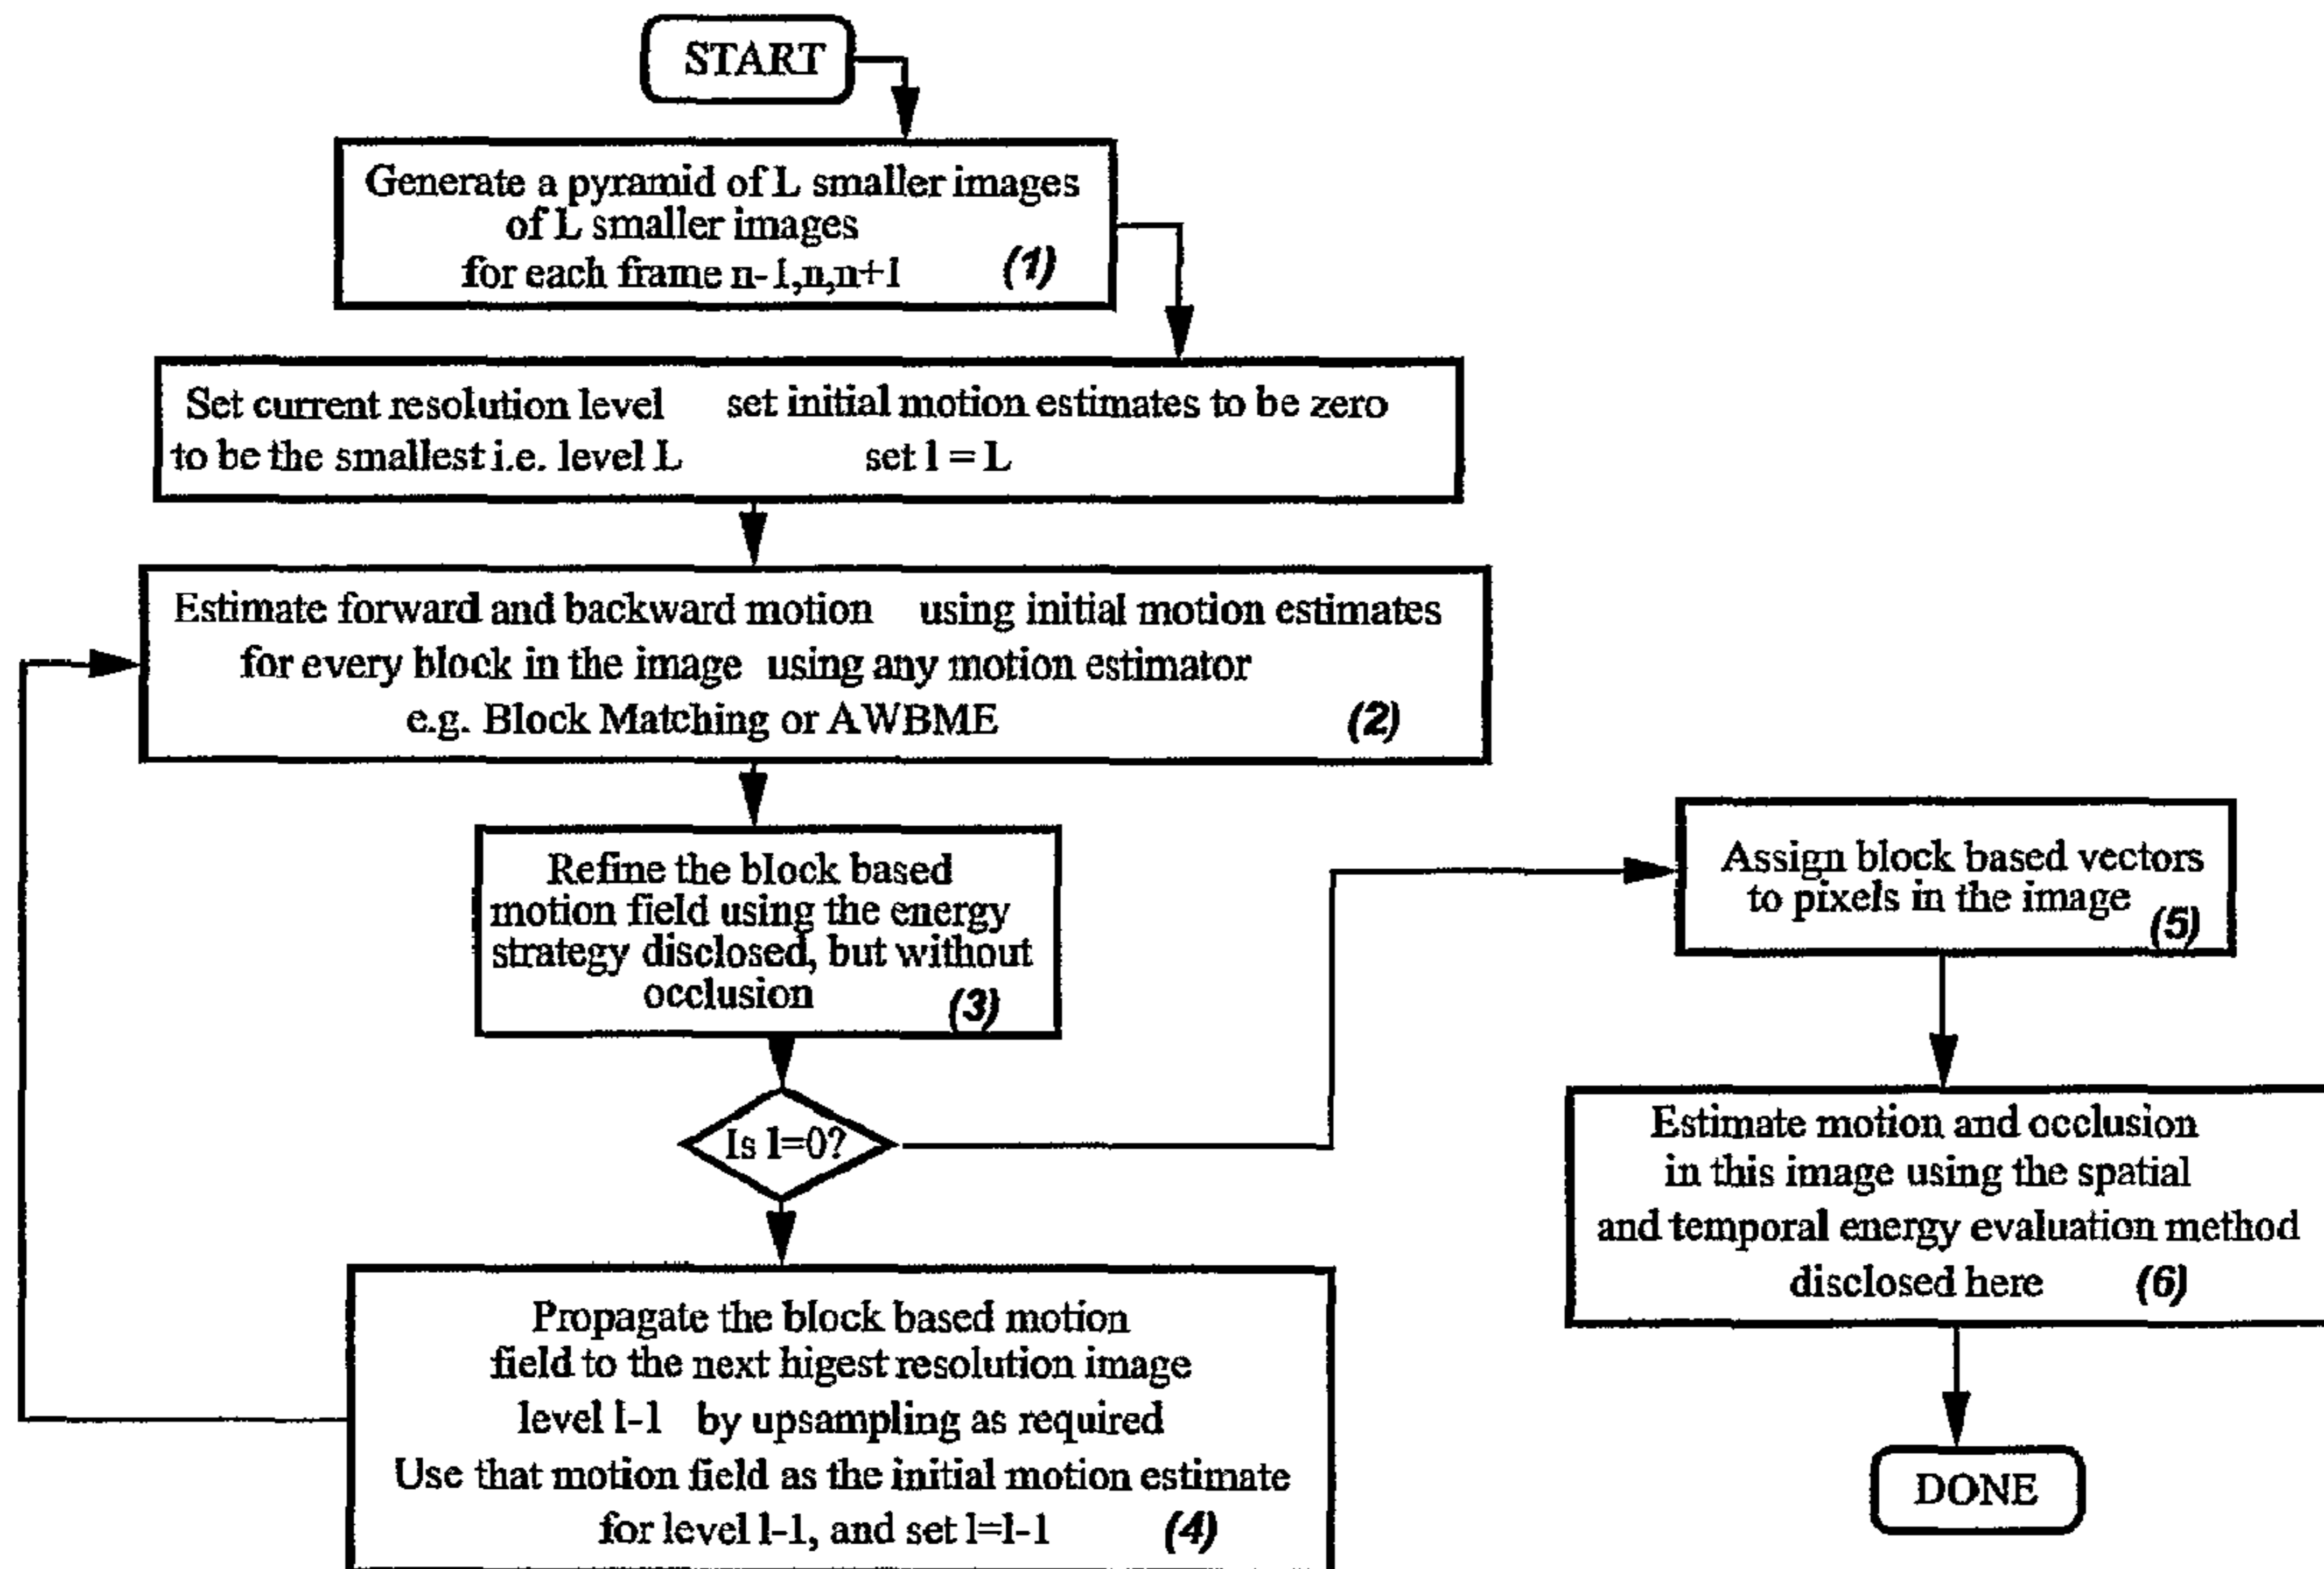 START
Generate a pyramid of L smaller images
of L smaller images
for each frame n-1,n,n+1 (1)
Set current resolution level set initial motion estimates to be zero
to be the smallest i.e. level L set l = L
Estimate forward and backward motion using initial motion estimates
for every block in the image using any motion estimator
e.g. Block Matching or AWBME (2)
Refine the block based
motion field using the energy
strategy disclosed, but without
occlusion (3)
Is l=0?
Propagate the block based motion
field to the next higest resolution image
level l-1 by upsampling as required
Use that motion field as the initial motion estimate
for level l-1, and set l=l-1 (4)
Assign block based vectors
to pixels in the image (5)
Estimate motion and occlusion
in this image using the spatial
and temporal energy evaluation method
disclosed here (6)
DONE